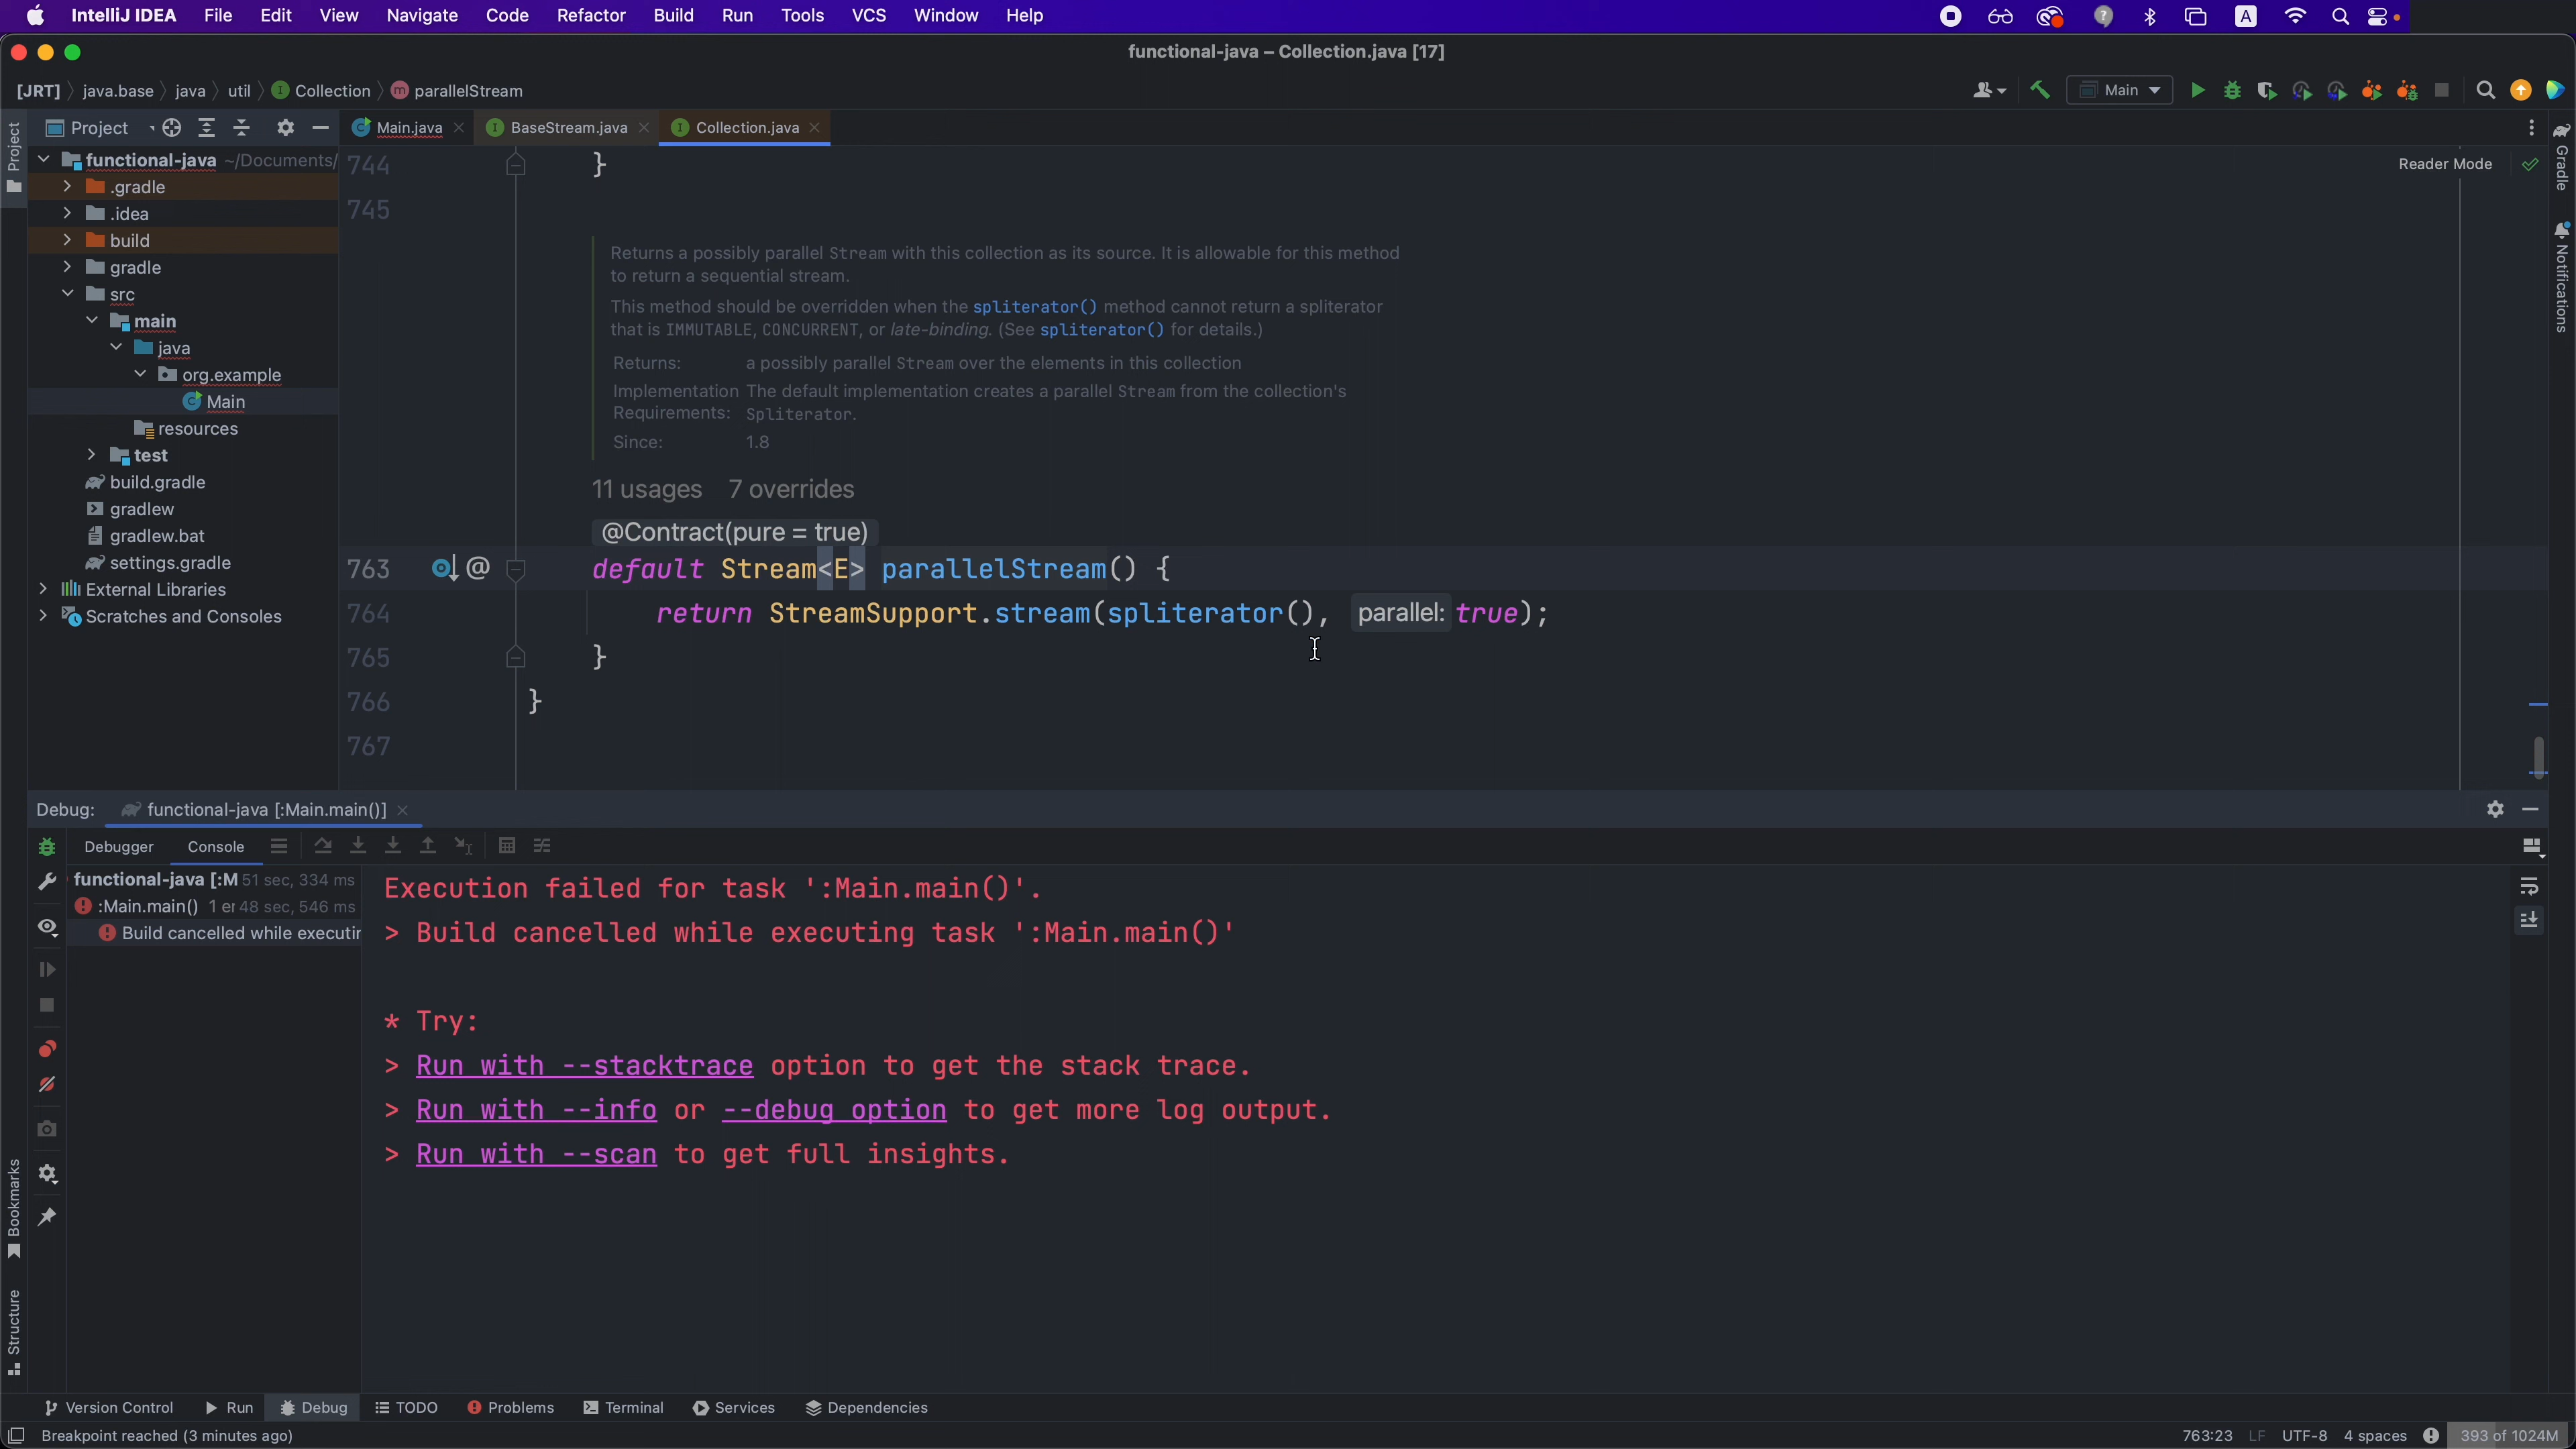 IntelliJ IDEA File Edit View Navigate Code Refactor Build Run Tools VCS Window Help
functional-java – Collection.java [17]
[JRT] java.base java util Collection parallelStream
Main
Project
Main.java BaseStream.java Collection.java
functional-java ~/Documents/
.gradle
.idea
build
gradle
src
main
java
org.example
Main
resources
test
build.gradle
gradlew
gradlew.bat
settings.gradle
External Libraries
Scratches and Consoles
Project
Bookmarks
Structure
Gradle
Notifications
Reader Mode
744 }
745
Returns a possibly parallel Stream with this collection as its source. It is allowable for this method
to return a sequential stream.
This method should be overridden when the spliterator() method cannot return a spliterator
that is IMMUTABLE, CONCURRENT, or late-binding. (See spliterator() for details.)
Returns: a possibly parallel Stream over the elements in this collection
Implementation The default implementation creates a parallel Stream from the collection's
Requirements: Spliterator.
Since: 1.8
11 usages 7 overrides
@Contract(pure = true)
763 @ default Stream<E> parallelStream() {
764 return StreamSupport.stream(spliterator(), parallel: true);
765 }
766 }
767
Debug: functional-java [:Main.main()]
Debugger Console
functional-java [:M 51 sec, 334 ms
:Main.main() 1 er 48 sec, 546 ms
Build cancelled while executin
Execution failed for task ':Main.main()'.
> Build cancelled while executing task ':Main.main()'
* Try:
> Run with --stacktrace option to get the stack trace.
> Run with --info or --debug option to get more log output.
> Run with --scan to get full insights.
Version Control Run Debug TODO Problems Terminal Services Dependencies
Breakpoint reached (3 minutes ago)
763:23 LF UTF-8 4 spaces 393 of 1024M